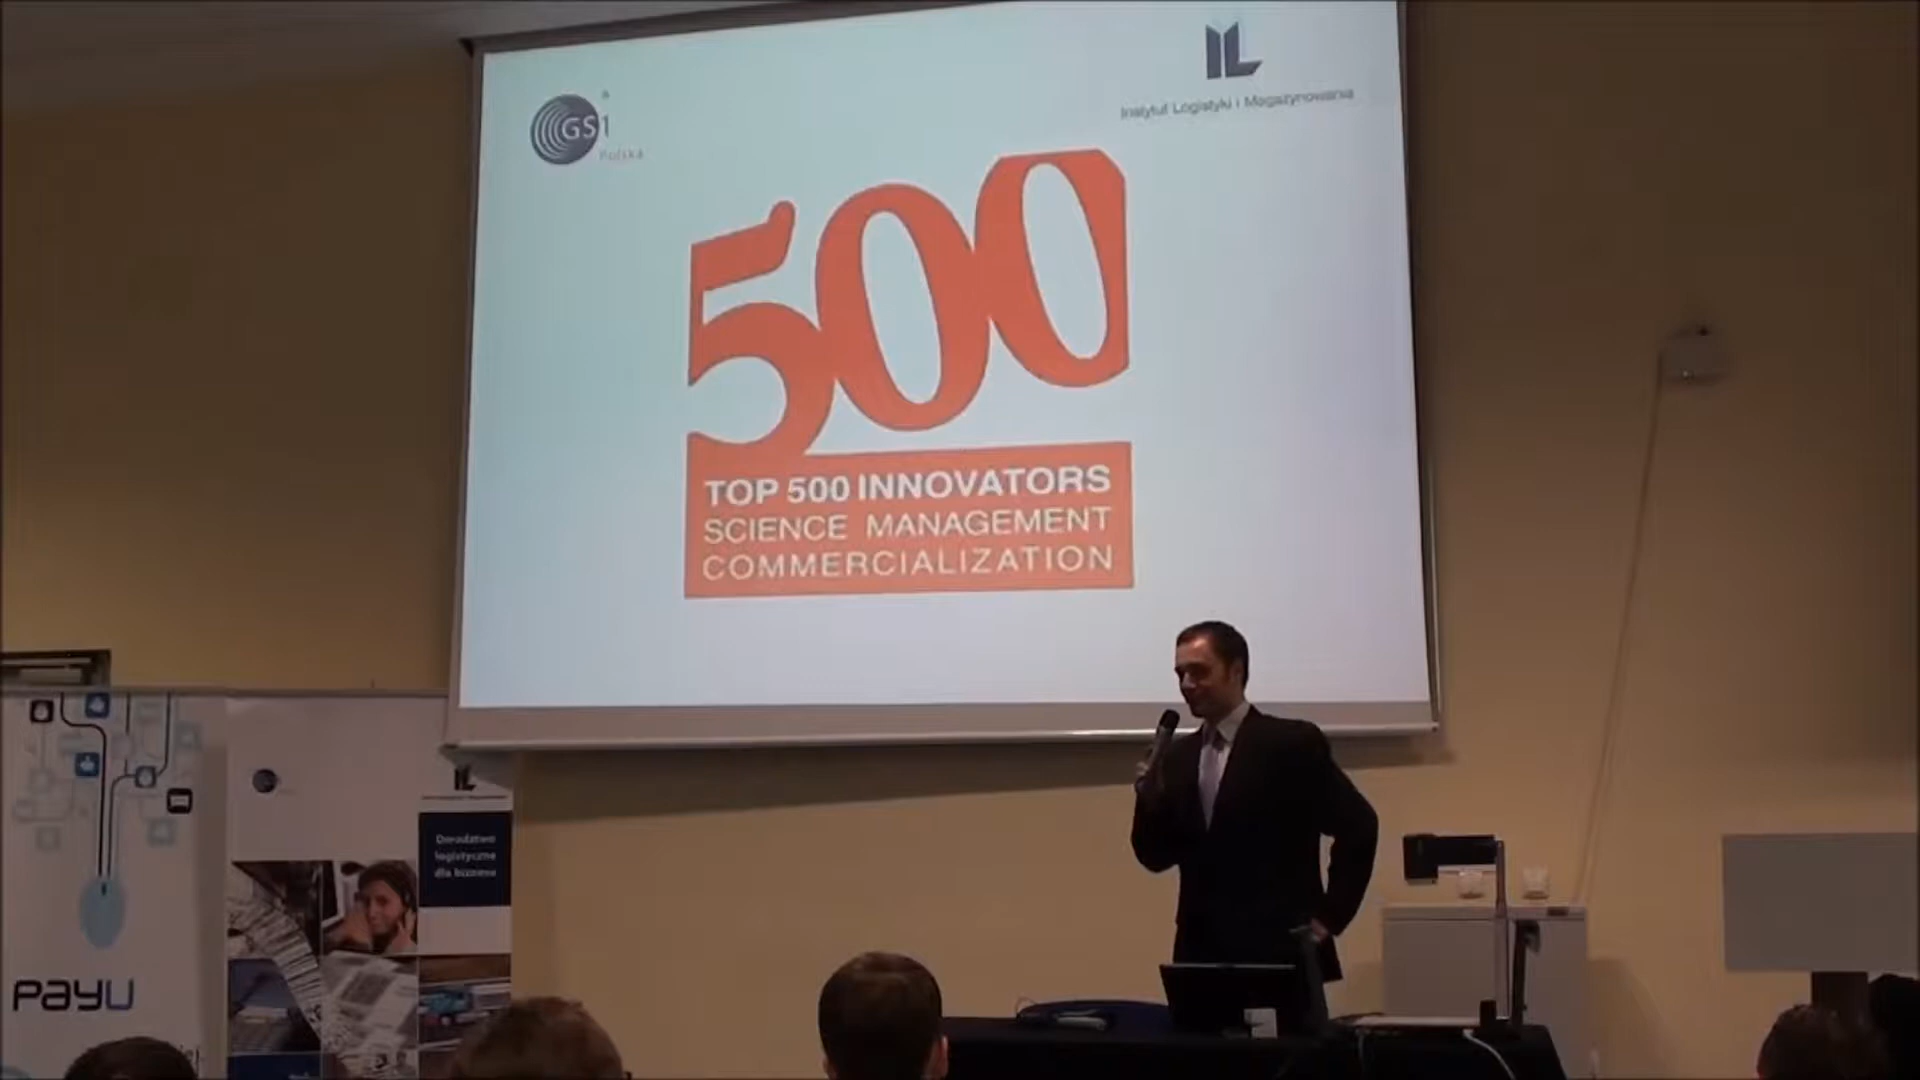 GS1
Polska
IL
Instytut Logistyki i Magazynowania
500
TOP 500 INNOVATORS
SCIENCE MANAGEMENT
COMMERCIALIZATION
Doradztwo
logistyczne
dla biznesu
PAYU